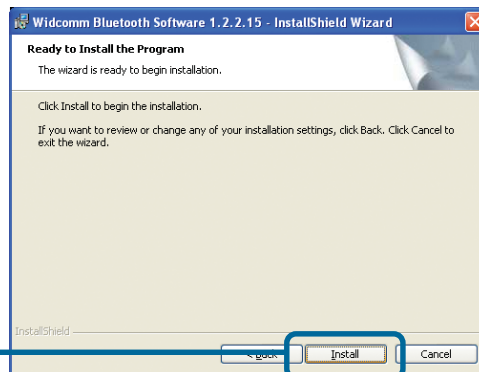 Widcomm Bluetooth Software 1.2.2.15 - InstallShield Wizard
Ready to Install the Program
The wizard is ready to begin installation.
Click Install to begin the installation.
If you want to review or change any of your installation settings, click Back. Click Cancel to
exit the wizard.
InstallShield
< Back Install Cancel